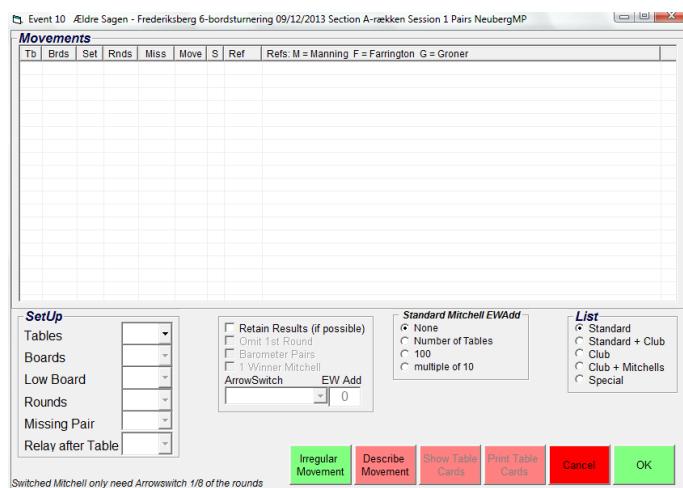 Event 10 Ældre Sagen - Frederiksberg 6-bordsturnering 09/12/2013 Section A-rækken Session 1 Pairs NeubergMP
Movements
Tb Brds Set Rnds Miss Move S Ref Refs: M = Manning F = Farrington G = Groner
SetUp
Tables
Boards
Low Board
Rounds
Missing Pair
Relay after Table
Retain Results (if possible)
Omit 1st Round
Barometer Pairs
1 Winner Mitchell
ArrowSwitch EW Add
0
Standard Mitchell EWAdd
None
Number of Tables
100
multiple of 10
List
Standard
Standard + Club
Club
Club + Mitchells
Special
Irregular Movement
Describe Movement
Show Table Cards
Print Table Cards
Cancel
OK
Switched Mitchell only need Arrowswitch 1/8 of the rounds